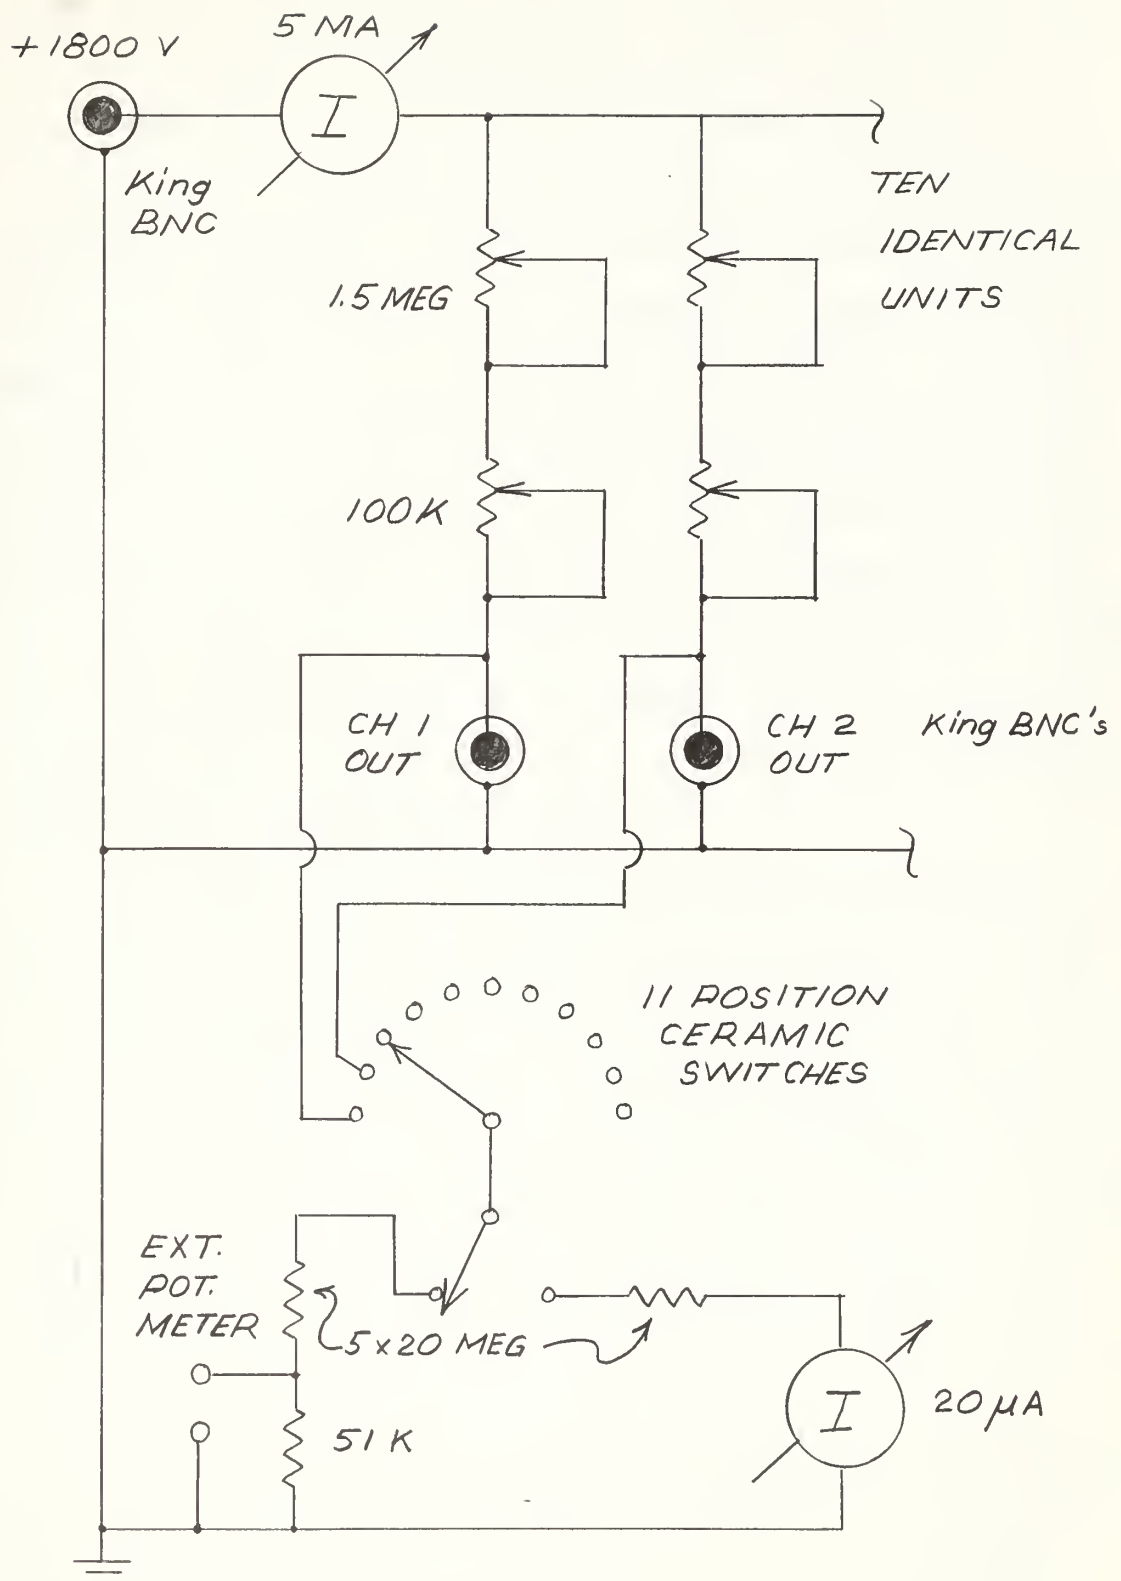 +1800 V
5 MA
I
King
BNC
TEN
IDENTICAL
UNITS
1.5 MEG
100K
CH 1
OUT
CH 2
OUT
King BNC's
11 POSITION
CERAMIC
SWITCHES
EXT.
POT.
METER
5 x 20 MEG
51 K
I
20 µA